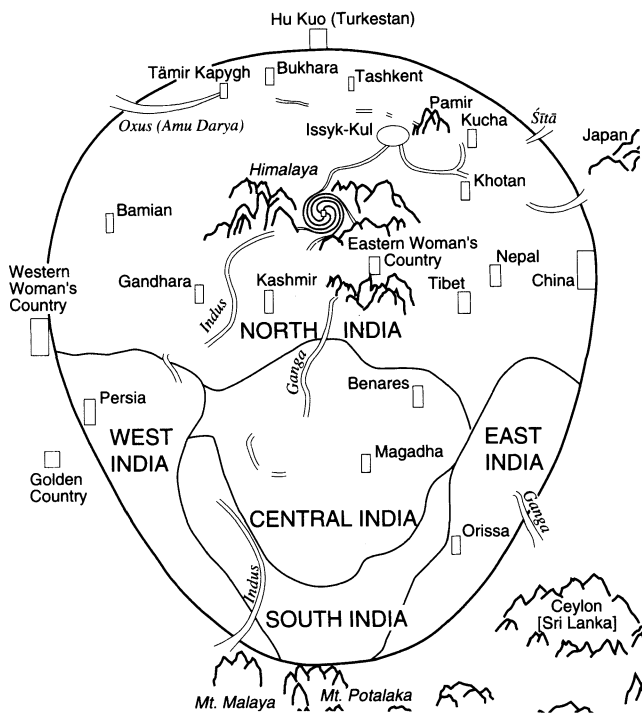 Hu Kuo (Turkestan)
Tämir Kapygh
Bukhara
Tashkent
Oxus (Amu Darya)
Issyk-Kul
Pamir
Kucha
Śītā
Japan
Himalaya
Khotan
Bamian
Eastern Woman's
Country
Nepal
Western
Woman's
Country
Gandhara
Indus
Kashmir
Tibet
China
NORTH INDIA
Ganga
Benares
Persia
WEST
INDIA
EAST
INDIA
Golden
Country
Magadha
CENTRAL INDIA
Ganga
Orissa
Indus
SOUTH INDIA
Ceylon
[Sri Lanka]
Mt. Malaya
Mt. Potalaka